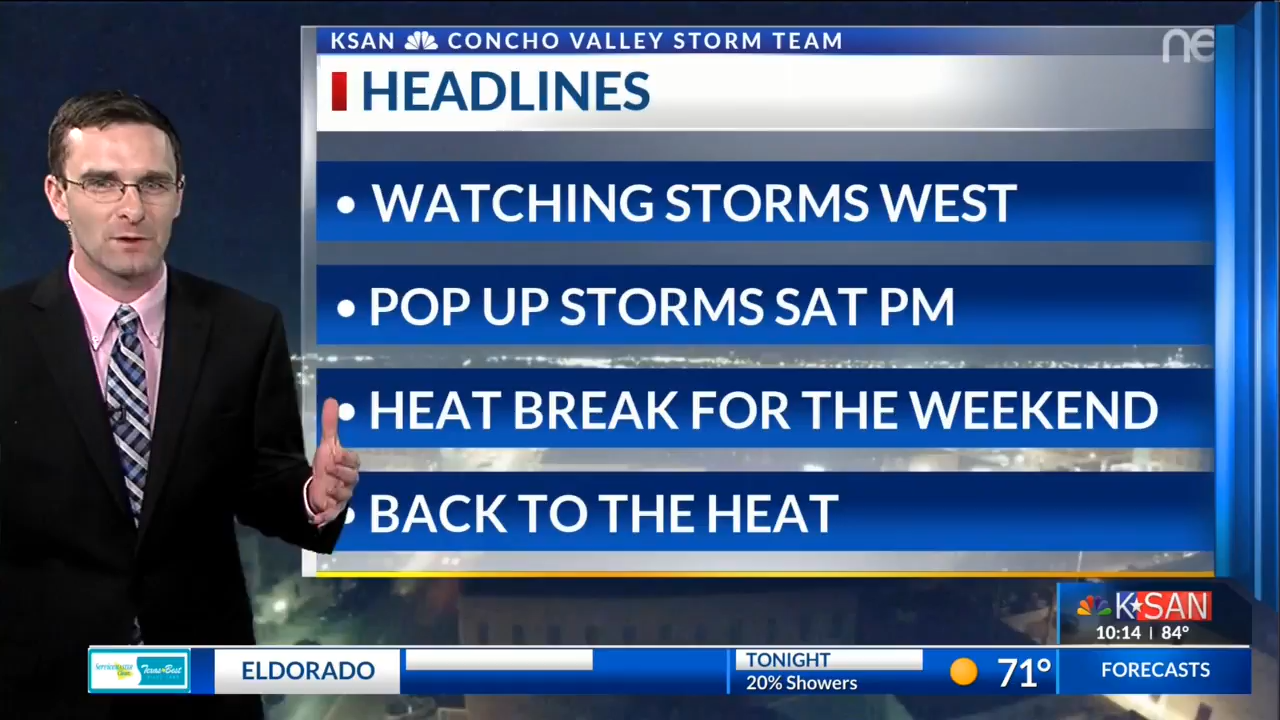 KSAN CONCHO VALLEY STORM TEAM
HEADLINES
• WATCHING STORMS WEST
• POP UP STORMS SAT PM
• HEAT BREAK FOR THE WEEKEND
• BACK TO THE HEAT
KSAN
10:14 | 84°
ELDORADO
TONIGHT
20% Showers
71°
FORECASTS